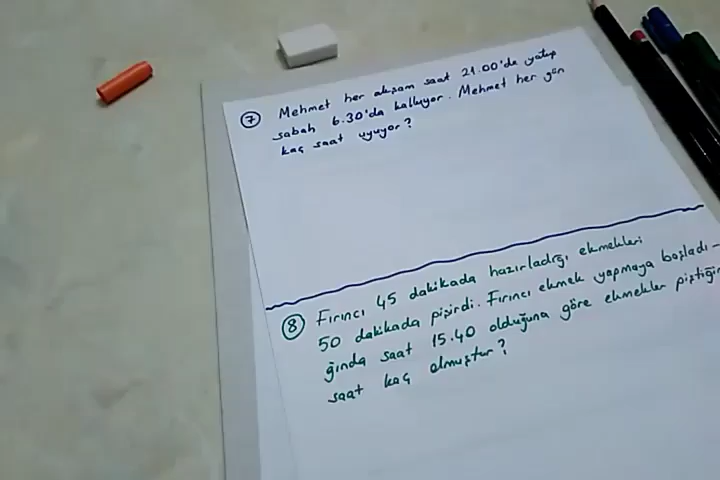 7 Mehmet her akşam saat 21.00'de yatıp
sabah 6.30'da kalkıyor. Mehmet her gün
kaç saat uyuyor?
8 Fırıncı 45 dakikada hazırladığı ekmekleri
50 dakikada pişirdi. Fırıncı ekmek yapmaya başladı-
ğında saat 15.40 olduğuna göre ekmekler piştiğin
saat kaç olmuştur?